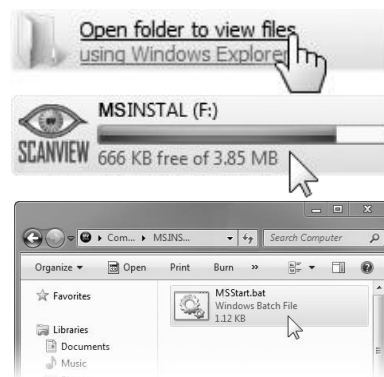 Open folder to view files
using Windows Explorer
MSINSTAL (F:)
SCANVIEW
666 KB free of 3.85 MB
Com... MSINS... Search Computer
Organize Open Print Burn »
Favorites
MSStart.bat
Windows Batch File
1.12 KB
Libraries
Documents
Music